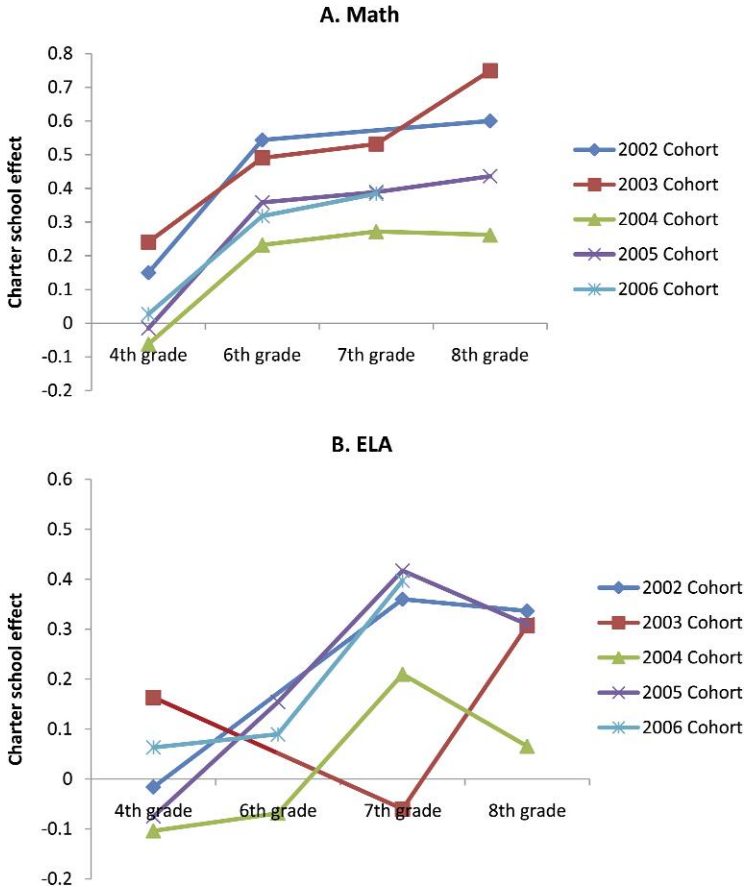 A. Math
0.8
0.7
0.6
0.5
0.4
0.3
0.2
0.1
0
-0.1
-0.2
Charter school effect
4th grade 6th grade 7th grade 8th grade
2002 Cohort
2003 Cohort
2004 Cohort
2005 Cohort
2006 Cohort
B. ELA
0.6
0.5
0.4
0.3
0.2
0.1
0
-0.1
-0.2
Charter school effect
4th grade 6th grade 7th grade 8th grade
2002 Cohort
2003 Cohort
2004 Cohort
2005 Cohort
2006 Cohort